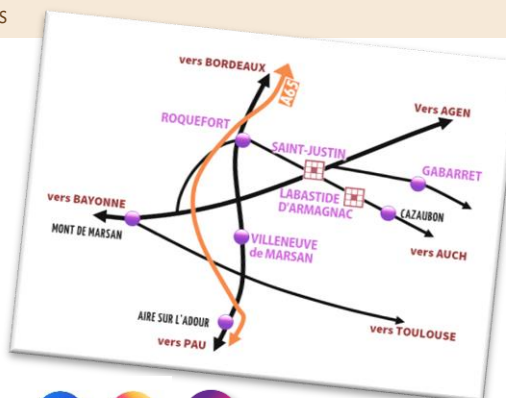 S
vers BORDEAUX
A65
Vers AGEN
ROQUEFORT
SAINT-JUSTIN
GABARRET
LABASTIDE
D'ARMAGNAC
CAZAUBON
vers BAYONNE
MONT DE MARSAN
VILLENEUVE
de MARSAN
vers AUCH
AIRE SUR L'ADOUR
vers PAU
vers TOULOUSE